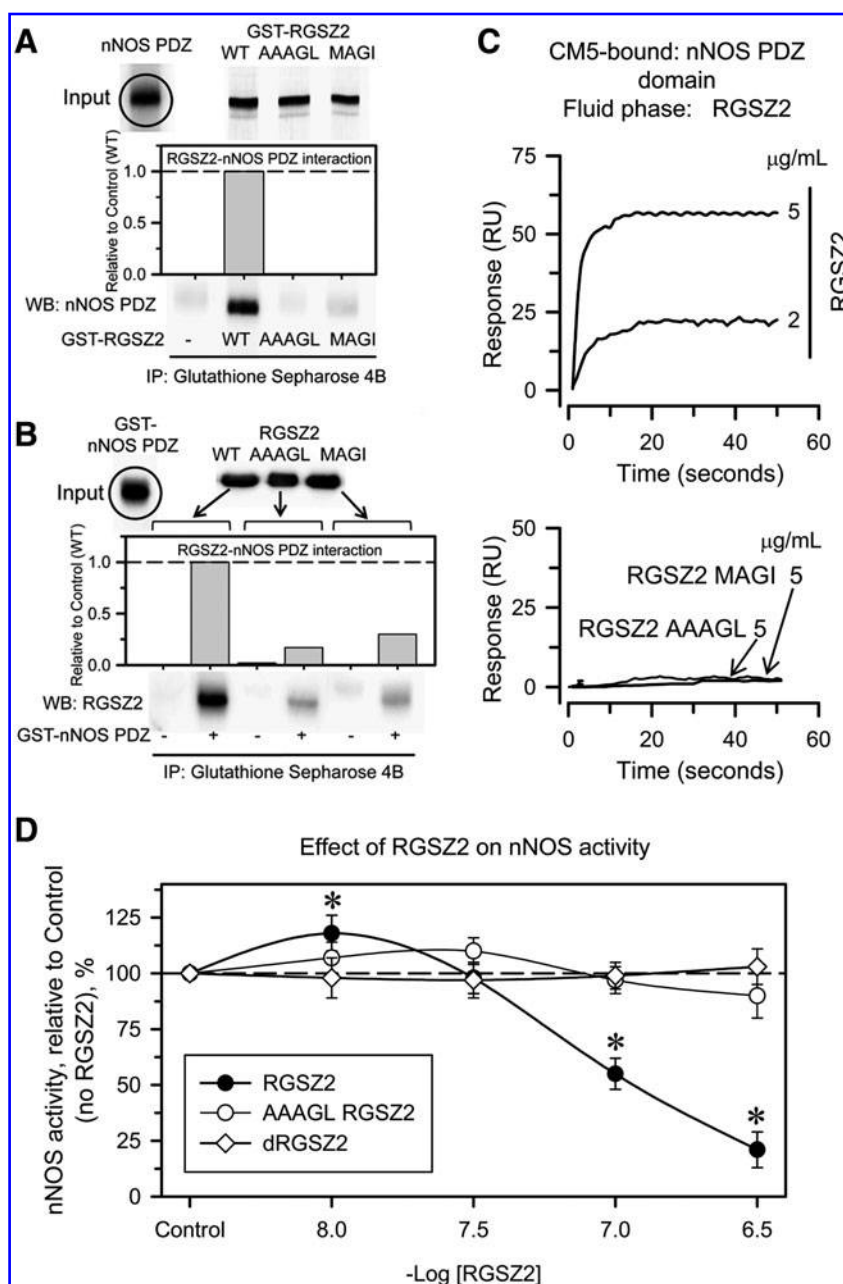 A
nNOS PDZ
GST-RGSZ2
WT AAAGL MAGI
Input
RGSZ2-nNOS PDZ interaction
Relative to Control (WT)
1.0
0.5
0.0
WB: nNOS PDZ
GST-RGSZ2 - WT AAAGL MAGI
IP: Glutathione Sepharose 4B
B
GST-
nNOS PDZ
RGSZ2
WT AAAGL MAGI
Input
RGSZ2-nNOS PDZ interaction
Relative to Control (WT)
1.0
0.5
0.0
WB: RGSZ2
GST-nNOS PDZ - + - + - +
IP: Glutathione Sepharose 4B
C
CM5-bound: nNOS PDZ
domain
Fluid phase: RGSZ2
Response (RU)
75
50
25
0
µg/mL
5
2
RGSZ2
0 20 40 60
Time (seconds)
Response (RU)
50
25
0
µg/mL
RGSZ2 MAGI 5
RGSZ2 AAAGL 5
0 20 40 60
Time (seconds)
D
Effect of RGSZ2 on nNOS activity
nNOS activity, relative to Control
(no RGSZ2), %
125
100
75
50
25
0
*
*
*
RGSZ2
AAAGL RGSZ2
dRGSZ2
Control 8.0 7.5 7.0 6.5
-Log [RGSZ2]